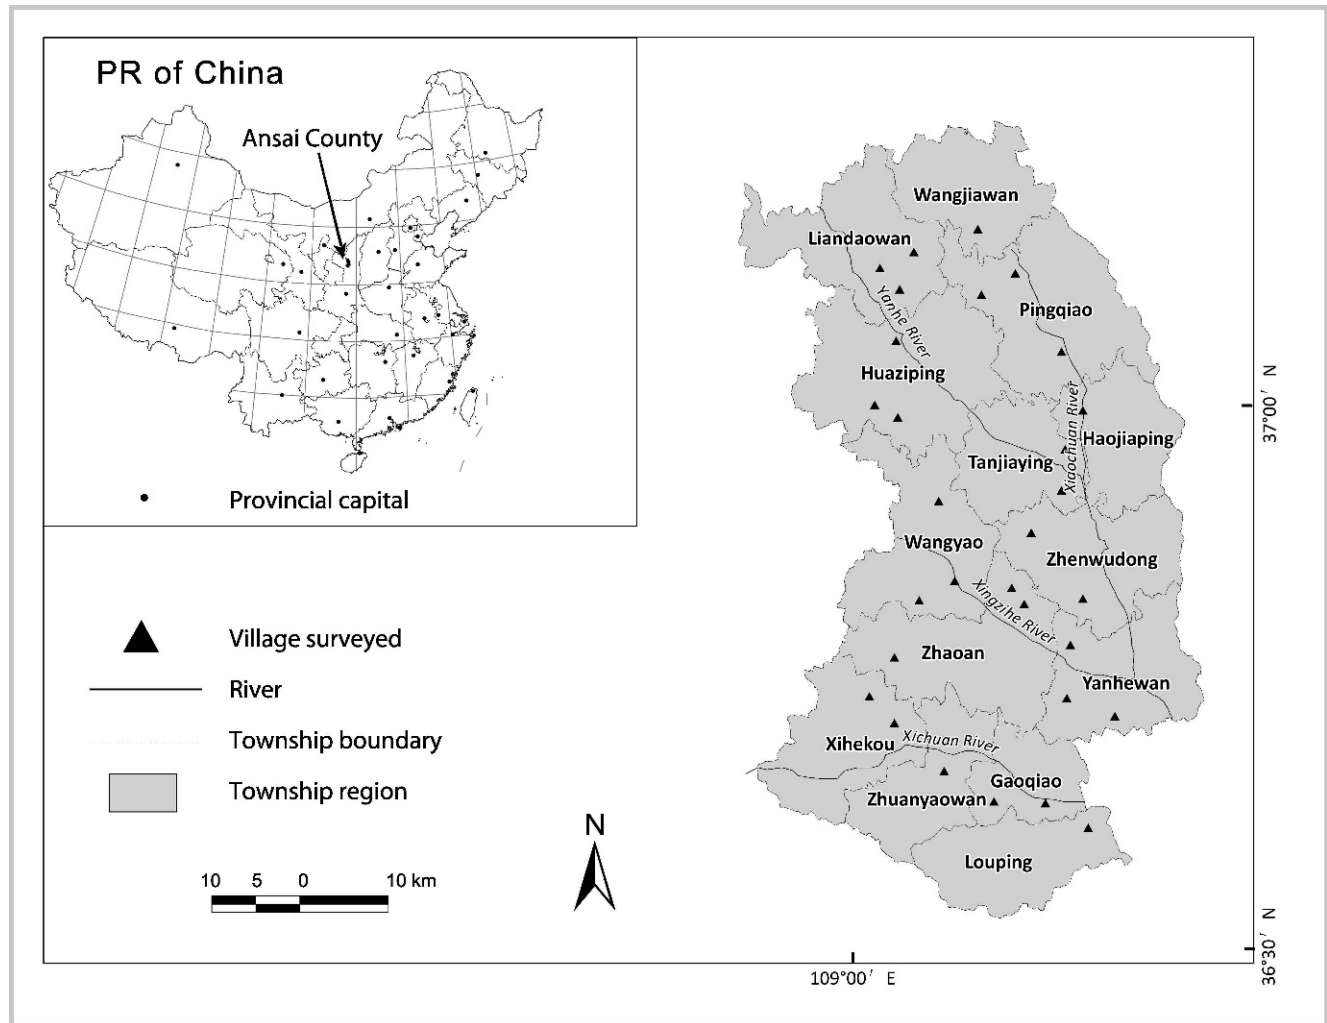 PR of China
Ansai County
Provincial capital
Village surveyed
River
Township boundary
Township region
10 5 0 10 km
N
Wangjiawan
Liandaowan
Pingqiao
Yanhe River
Huaziping
Xiaochuan River
Haojiaping
Tanjiaying
Wangyao
Zhenwudong
Xingzihe River
Zhaoan
Yanhewan
Xihekou
Xichuan River
Gaoqiao
Zhuanyaowan
Louping
37°00′ N
36°30′ N
109°00′ E